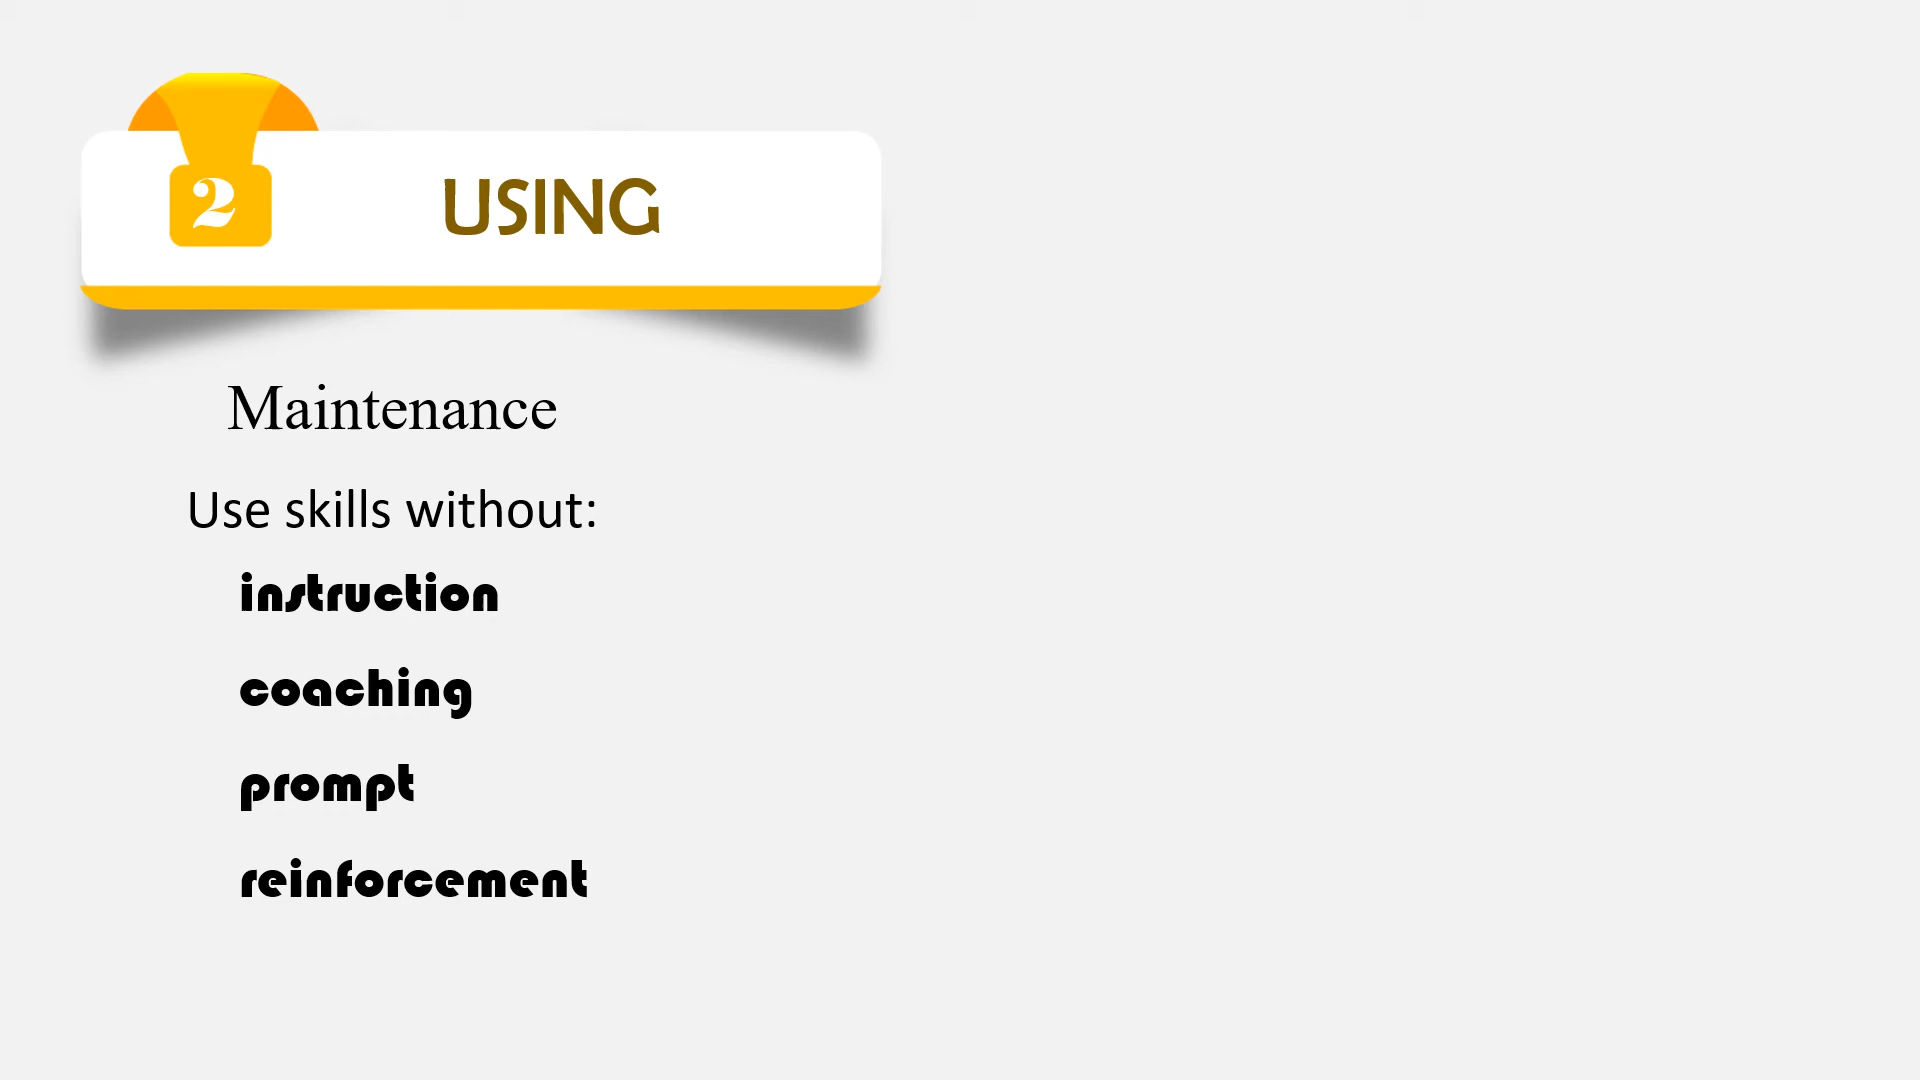 2
USING
Maintenance
Use skills without:
instruction
coaching
prompt
reinforcement